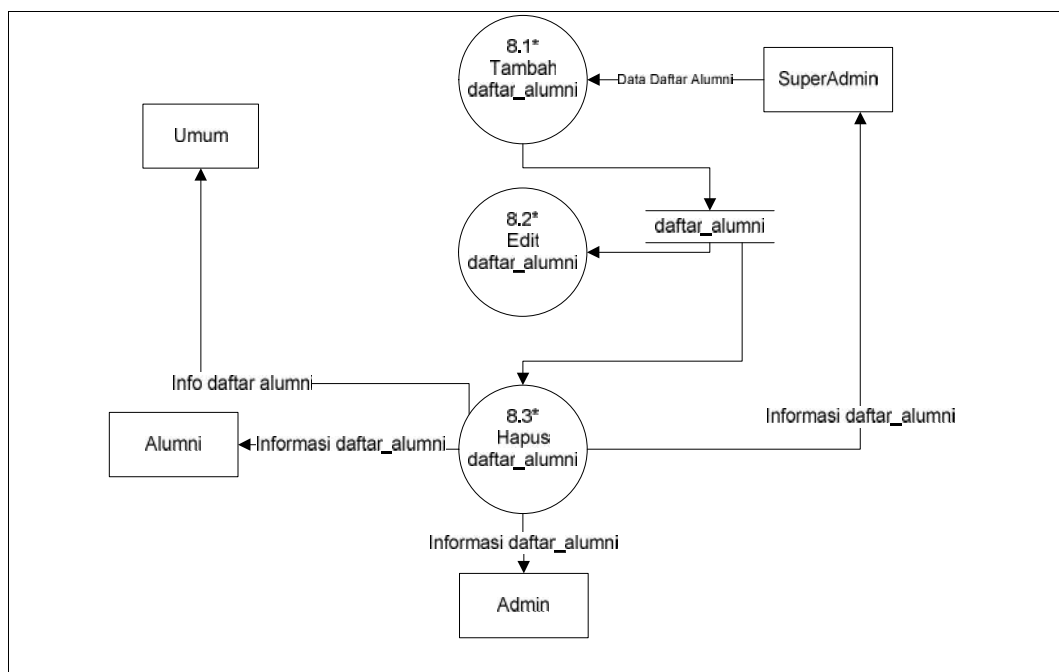 8.1*
Tambah
daftar_alumni
Data Daftar Alumni
SuperAdmin
Umum
8.2*
Edit
daftar_alumni
daftar_alumni
Info daftar alumni
Alumni
Informasi daftar_alumni
8.3*
Hapus
daftar_alumni
Informasi daftar_alumni
Informasi daftar_alumni
Admin